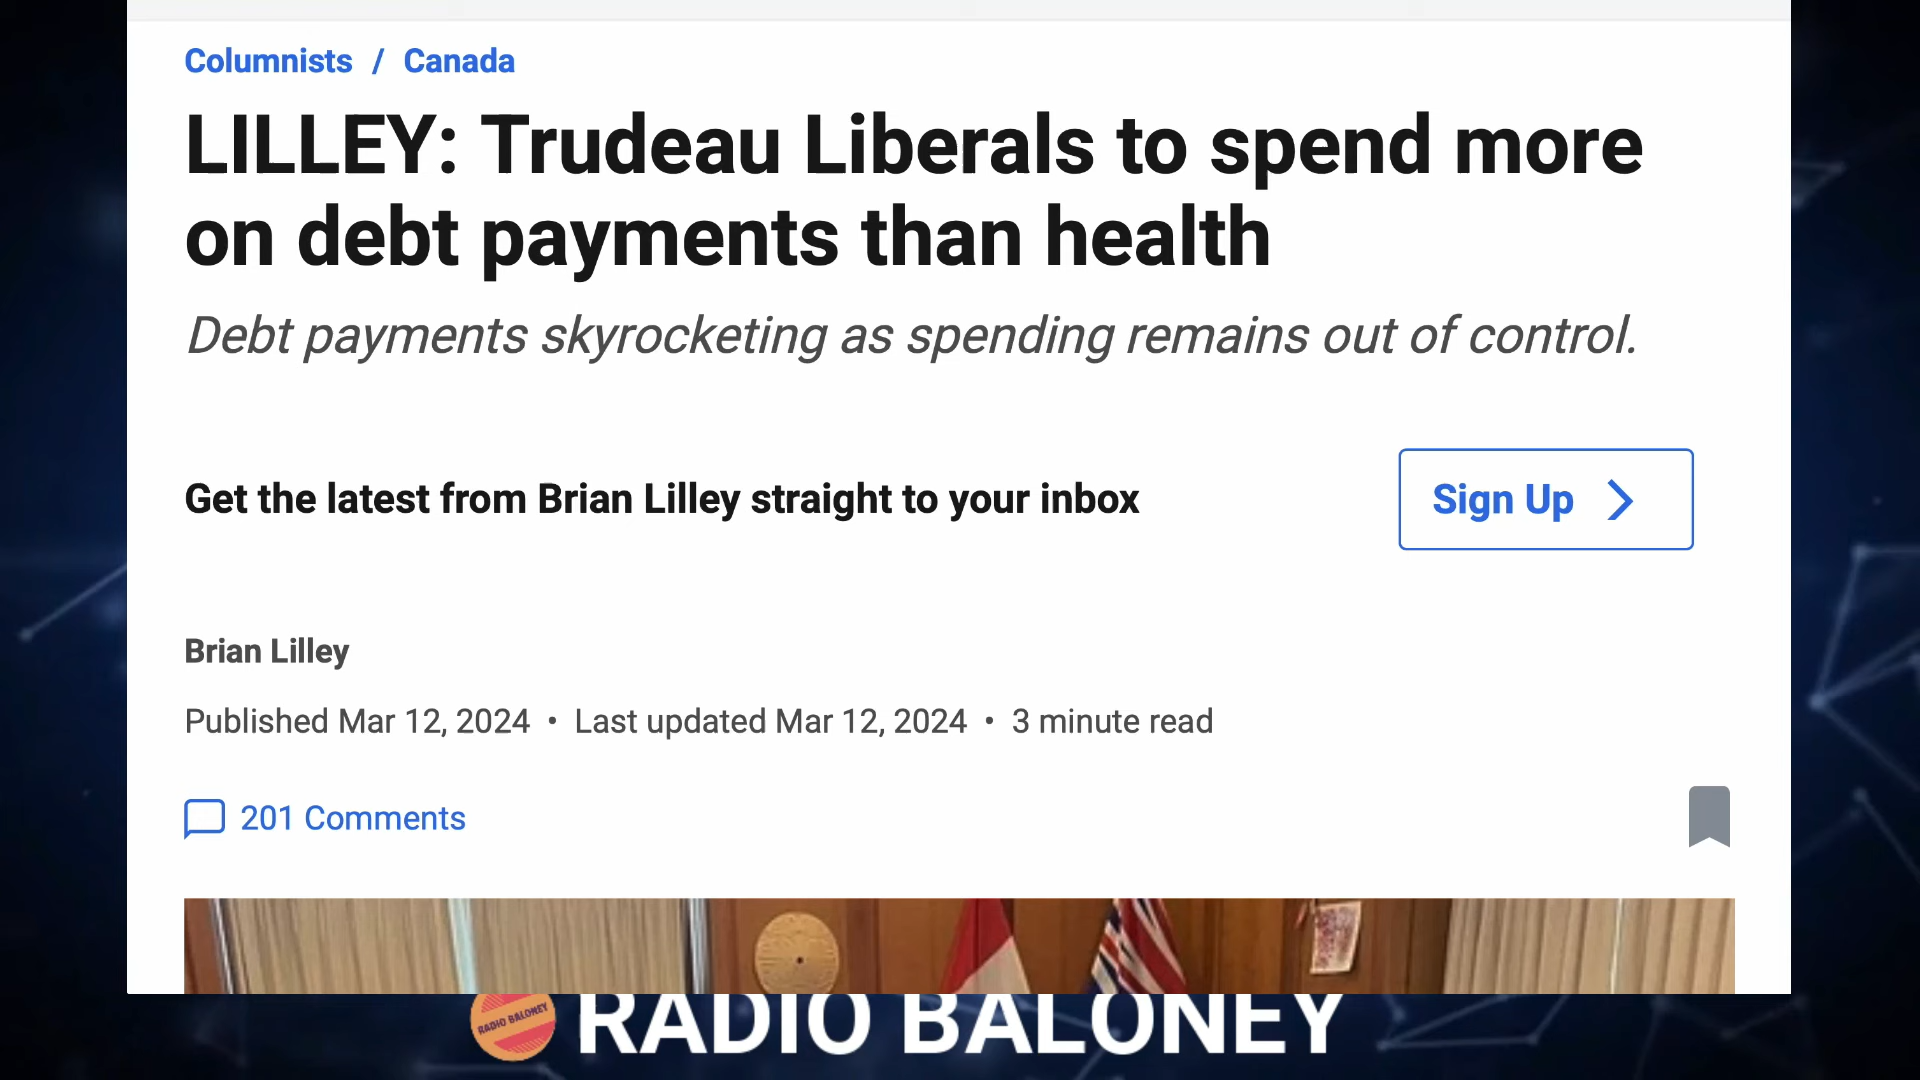 Columnists / Canada
LILLEY: Trudeau Liberals to spend more
on debt payments than health
Debt payments skyrocketing as spending remains out of control.
Get the latest from Brian Lilley straight to your inbox
Sign Up
Brian Lilley
Published Mar 12, 2024 • Last updated Mar 12, 2024 • 3 minute read
201 Comments
RADIO BALONEY
RADIO BALONEY